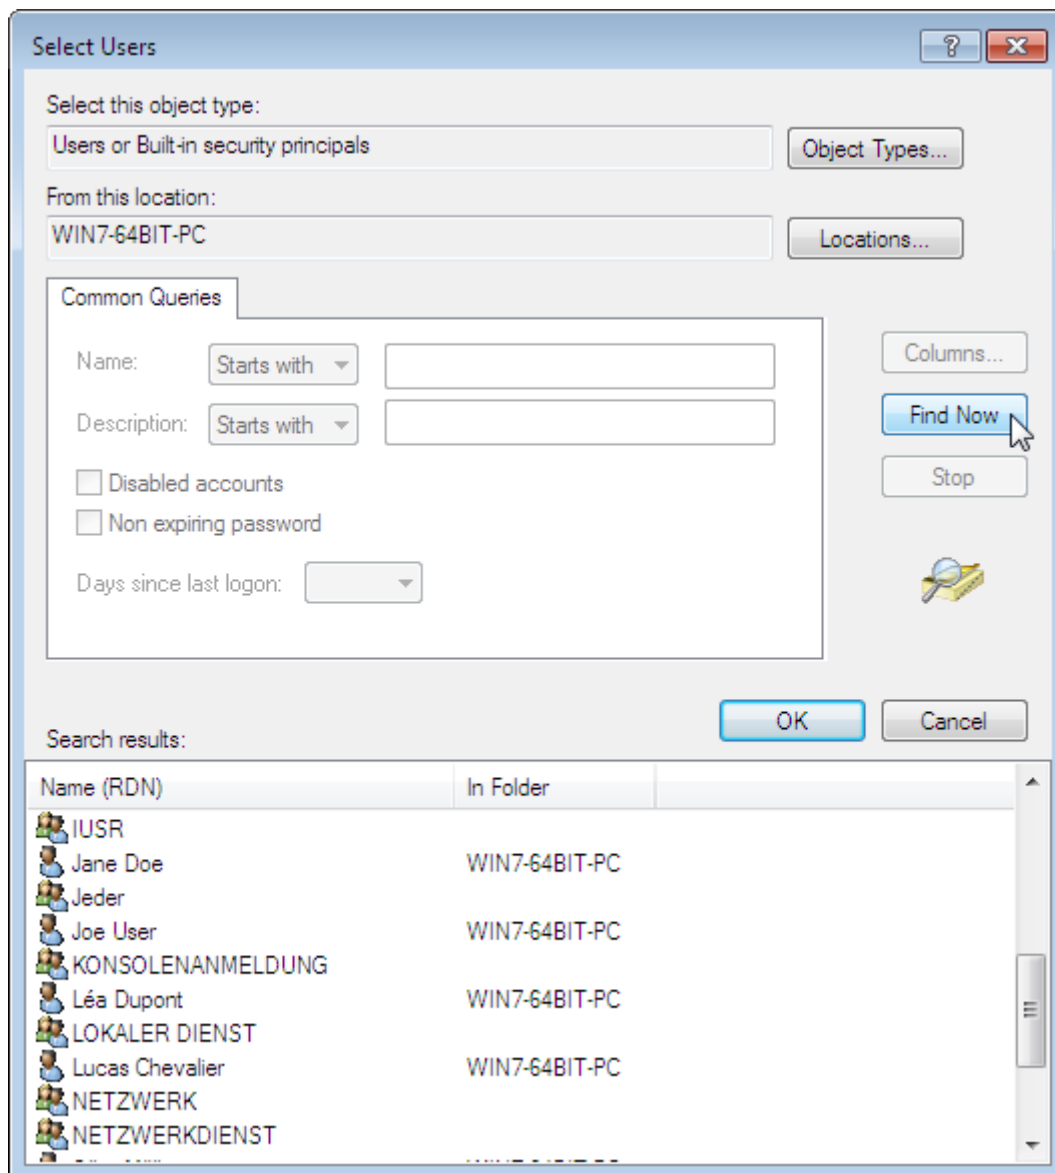 Select Users
Select this object type:
Users or Built-in security principals
Object Types...
From this location:
WIN7-64BIT-PC
Locations...
Common Queries
Name:
Starts with
Columns...
Description:
Starts with
Find Now
Disabled accounts
Stop
Non expiring password
Days since last logon:
OK
Cancel
Search results:
Name (RDN) In Folder
IUSR
Jane Doe WIN7-64BIT-PC
Jeder
Joe User WIN7-64BIT-PC
KONSOLENANMELDUNG
Léa Dupont WIN7-64BIT-PC
LOKALER DIENST
Lucas Chevalier WIN7-64BIT-PC
NETZWERK
NETZWERKDIENST